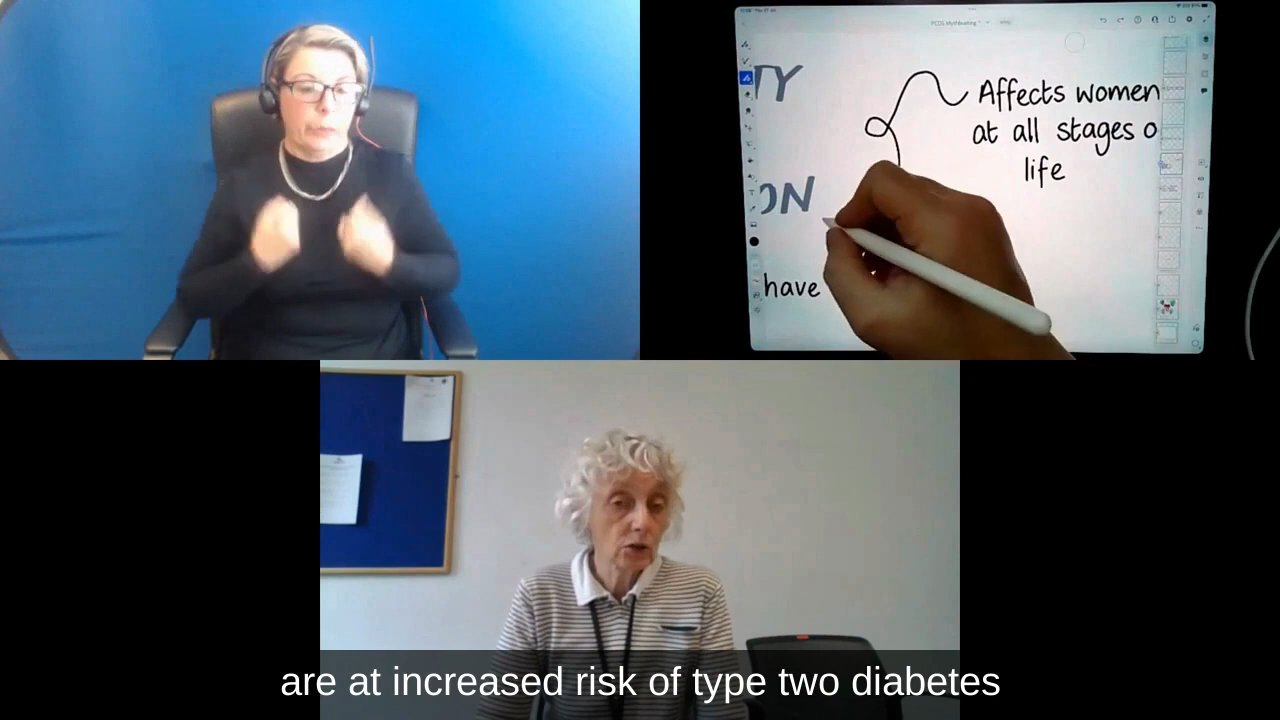 TY
Affects women
at all stages o
life
ON
have
are at increased risk of type two diabetes